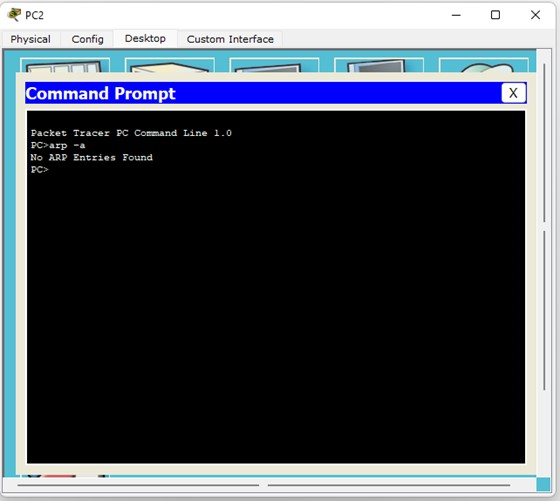 PC2
Physical Config Desktop Custom Interface
Command Prompt X
Packet Tracer PC Command Line 1.0
PC>arp -a
No ARP Entries Found
PC>